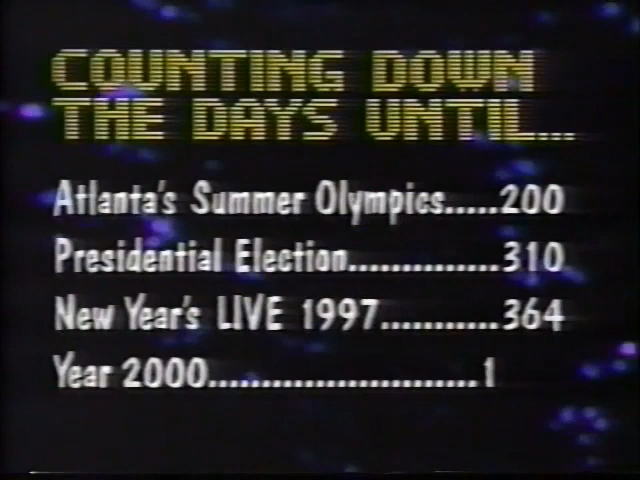 COUNTING DOWN
THE DAYS UNTIL...
Atlanta's Summer Olympics.....200
Presidential Election...............310
New Year's LIVE 1997............364
Year 2000...........................1